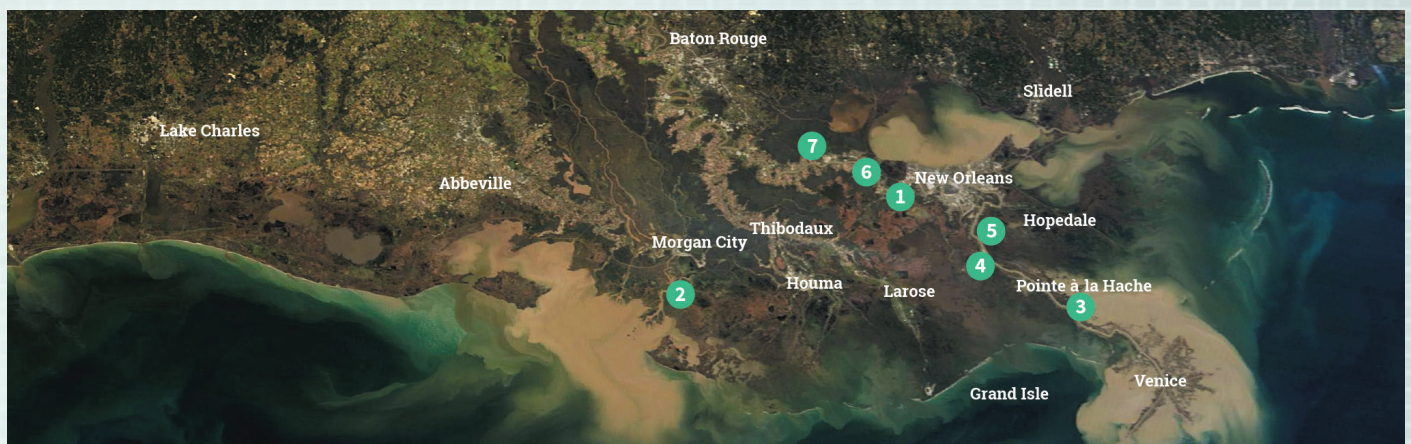 Baton Rouge
Slidell
Lake Charles
7
6
New Orleans
Abbeville
1
Hopedale
Thibodaux
5
Morgan City
4
Houma
Pointe à la Hache
Larose
2
3
Venice
Grand Isle